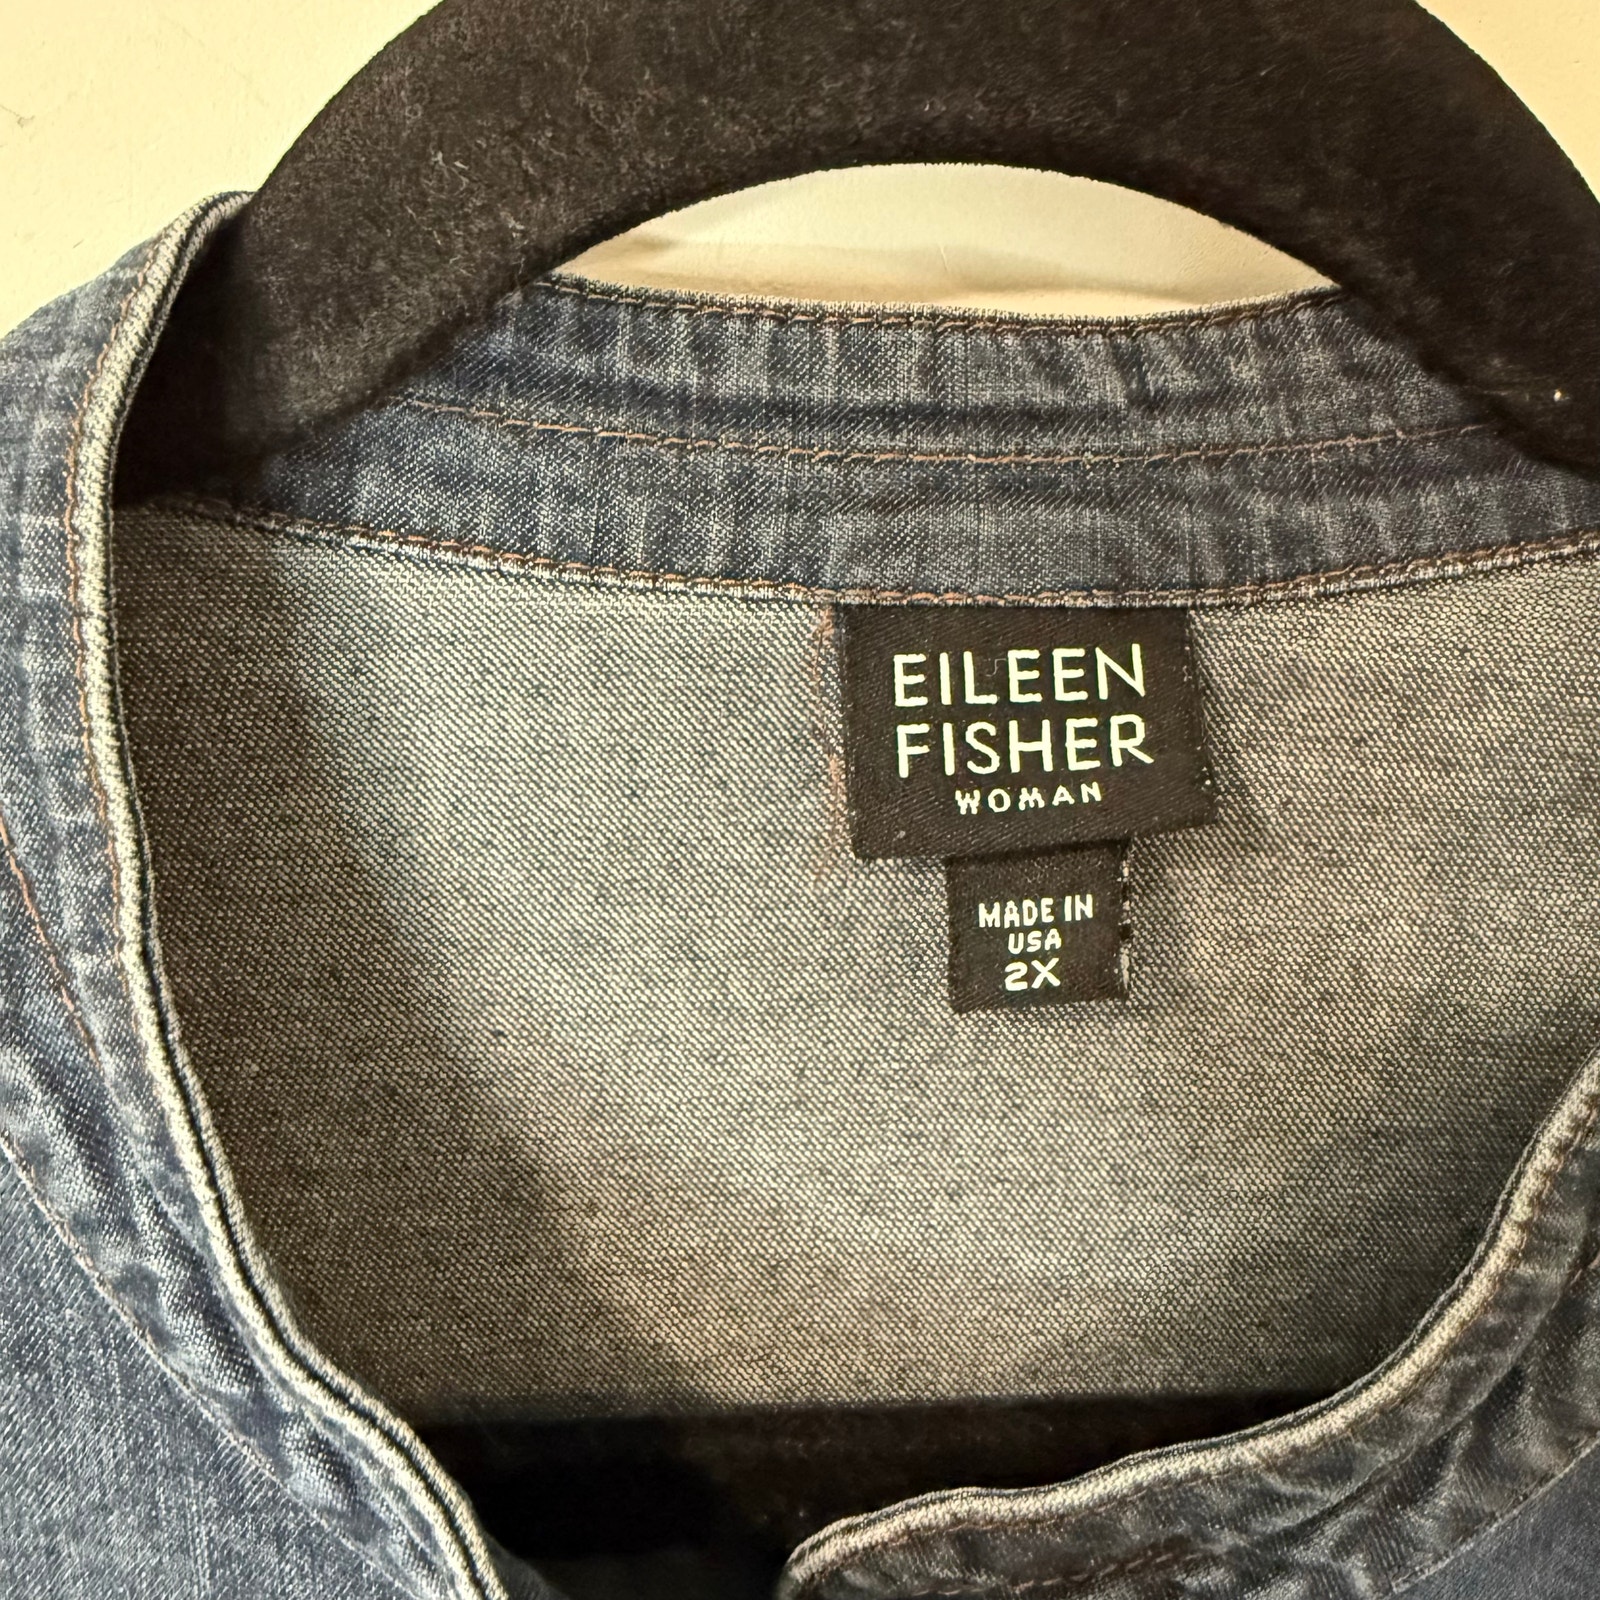 EILEEN
FISHER
WOMAN
MADE IN
USA
2X